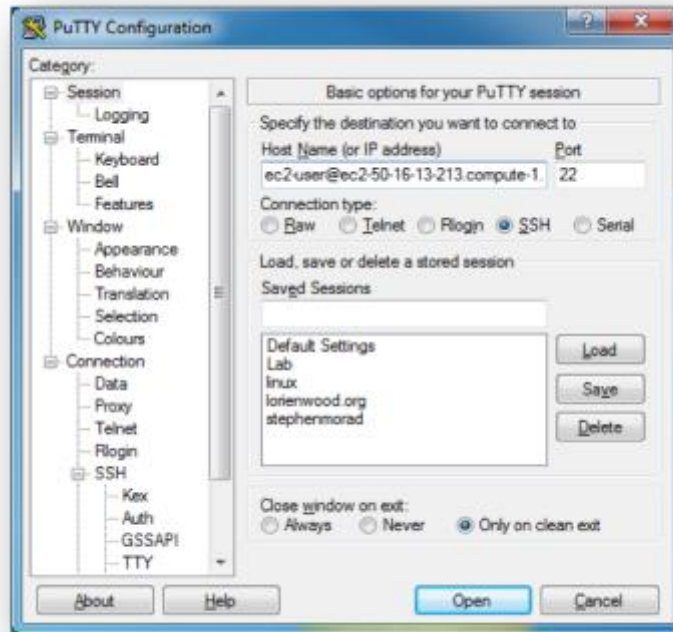 PuTTY Configuration
Category:
Session
Logging
Terminal
Keyboard
Bell
Features
Window
Appearance
Behaviour
Translation
Selection
Colours
Connection
Data
Proxy
Telnet
Rlogin
SSH
Kex
Auth
GSSAPI
TTY
Basic options for your PuTTY session
Specify the destination you want to connect to
Host Name (or IP address) Port
ec2-user@ec2-50-16-13-213.compute-1. 22
Connection type:
Raw Telnet Rlogin SSH Serial
Load, save or delete a stored session
Saved Sessions
Default Settings
Lab
linux
lorienwood.org
stephenmorad
Load
Save
Delete
Close window on exit:
Always Never Only on clean exit
About Help Open Cancel